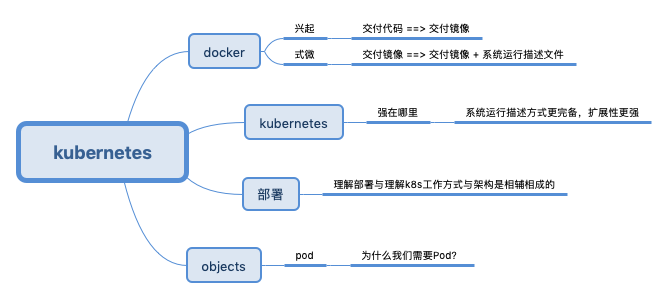 kubernetes
docker
兴起
交付代码 ==> 交付镜像
式微
交付镜像 ==> 交付镜像 + 系统运行描述文件
kubernetes
强在哪里
系统运行描述方式更完备，扩展性更强
部署
理解部署与理解k8s工作方式与架构是相辅相成的
objects
pod
为什么我们需要Pod?